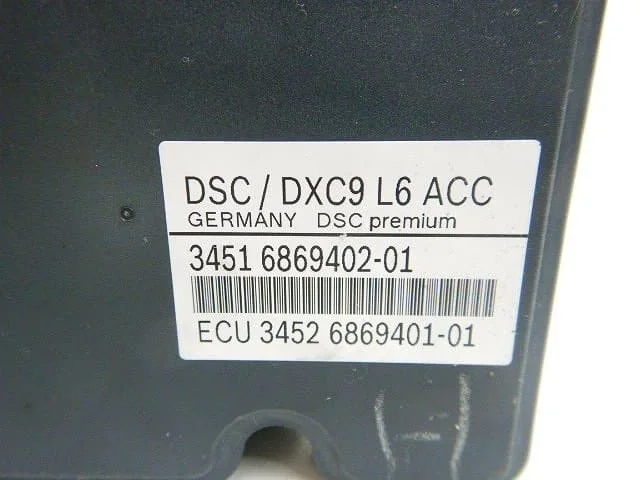 DSC / DXC9 L6 ACC
GERMANY DSC premium
3451 6869402-01
ECU 3452 6869401-01